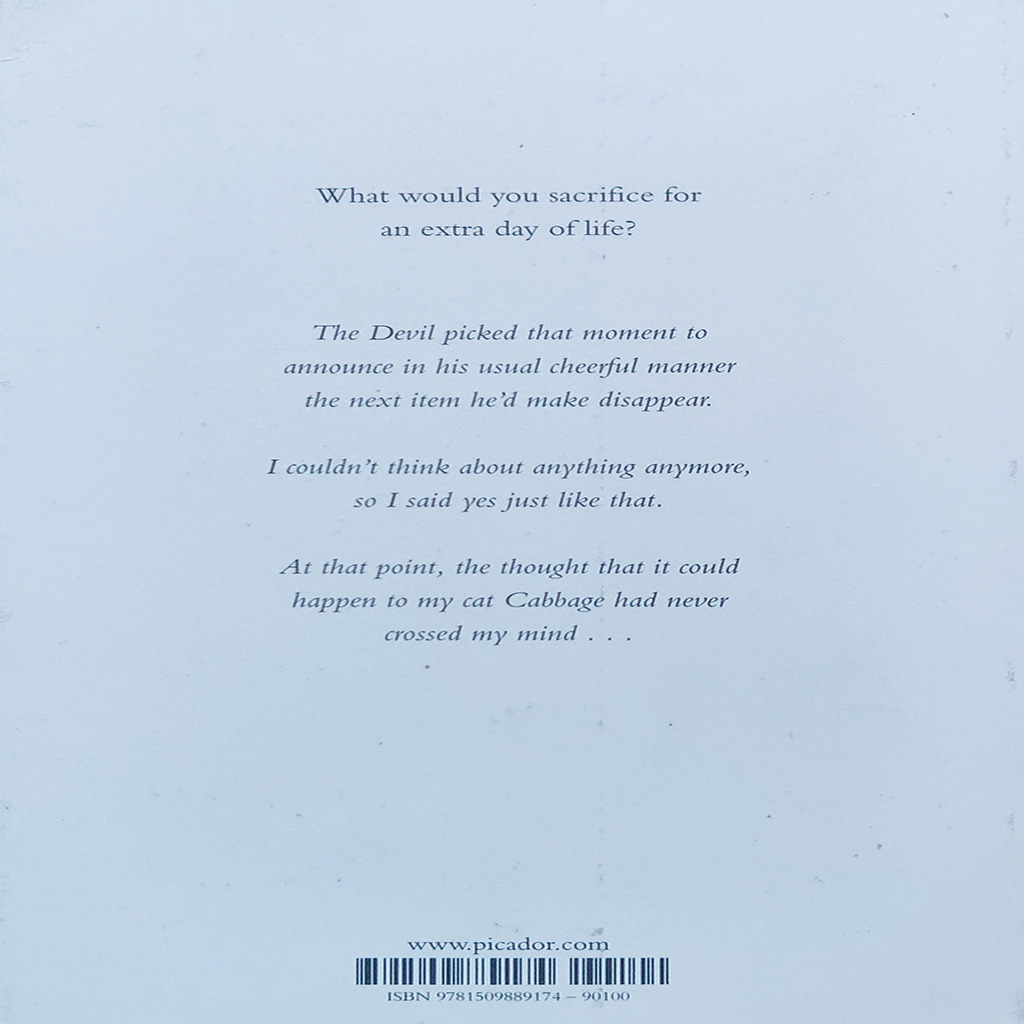 What would you sacrifice for
an extra day of life?
The Devil picked that moment to
announce in his usual cheerful manner
the next item he’d make disappear.
I couldn’t think about anything anymore,
so I said yes just like that.
At that point, the thought that it could
happen to my cat Cabbage had never
crossed my mind . . .
www.picador.com
ISBN 9781509889174 – 90100